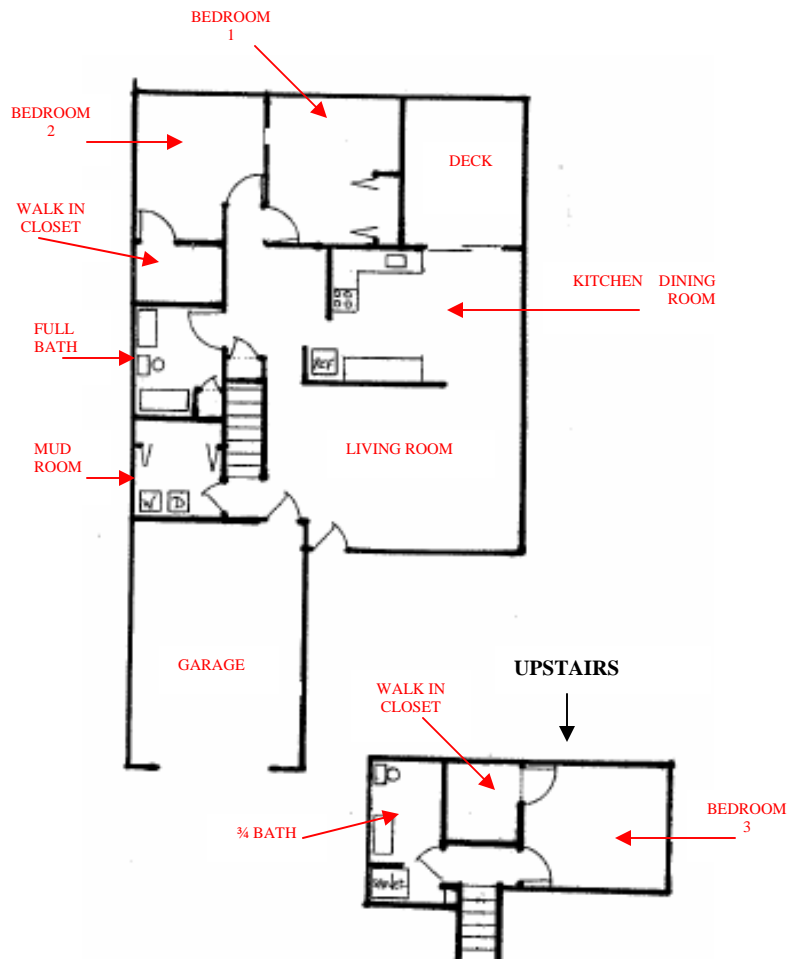 BEDROOM
1
BEDROOM
2
DECK
WALK IN
CLOSET
KITCHEN DINING
ROOM
FULL
BATH
REF
LIVING ROOM
MUD
ROOM
W D
GARAGE
UPSTAIRS
WALK IN
CLOSET
BEDROOM
3
¾ BATH